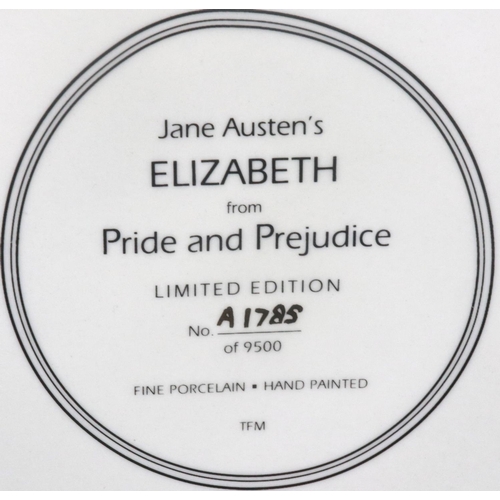 Jane Austen's
ELIZABETH
from
Pride and Prejudice
LIMITED EDITION
No. A1785
of 9500
FINE PORCELAIN • HAND PAINTED
TFM